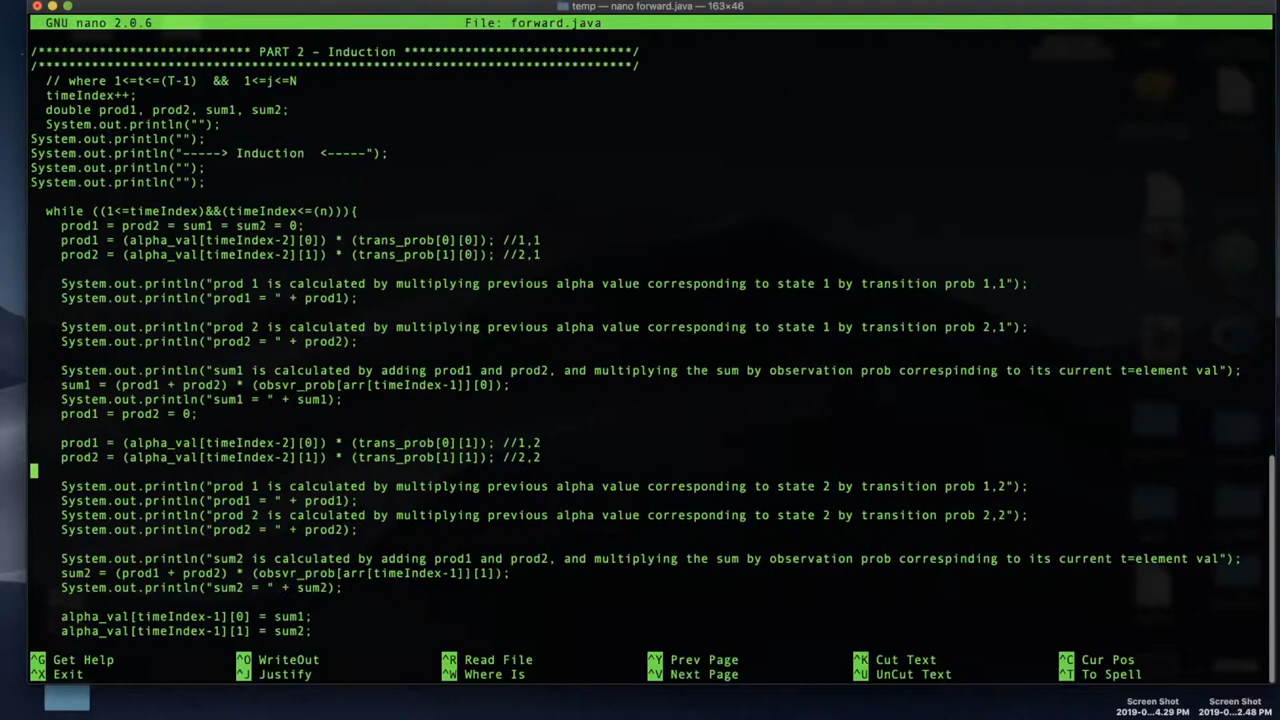 temp — nano forward.java — 163×46
GNU nano 2.0.6 File: forward.java
/**************************** PART 2 – Induction ******************************/
/******************************************************************************/
// where 1<=t<=(T-1)  &&  1<=j<=N
timeIndex++;
double prod1, prod2, sum1, sum2;
System.out.println("");
System.out.println("");
System.out.println("-----> Induction  <-----");
System.out.println("");
System.out.println("");
while ((1<=timeIndex)&&(timeIndex<=(n))){
prod1 = prod2 = sum1 = sum2 = 0;
prod1 = (alpha_val[timeIndex-2][0]) * (trans_prob[0][0]); //1,1
prod2 = (alpha_val[timeIndex-2][1]) * (trans_prob[1][0]); //2,1
System.out.println("prod 1 is calculated by multiplying previous alpha value corresponding to state 1 by transition prob 1,1");
System.out.println("prod1 = " + prod1);
System.out.println("prod 2 is calculated by multiplying previous alpha value corresponding to state 1 by transition prob 2,1");
System.out.println("prod2 = " + prod2);
System.out.println("sum1 is calculated by adding prod1 and prod2, and multiplying the sum by observation prob correspinding to its current t=element val");
sum1 = (prod1 + prod2) * (obsvr_prob[arr[timeIndex-1]][0]);
System.out.println("sum1 = " + sum1);
prod1 = prod2 = 0;
prod1 = (alpha_val[timeIndex-2][0]) * (trans_prob[0][1]); //1,2
prod2 = (alpha_val[timeIndex-2][1]) * (trans_prob[1][1]); //2,2
System.out.println("prod 1 is calculated by multiplying previous alpha value corresponding to state 2 by transition prob 1,2");
System.out.println("prod1 = " + prod1);
System.out.println("prod 2 is calculated by multiplying previous alpha value corresponding to state 2 by transition prob 2,2");
System.out.println("prod2 = " + prod2);
System.out.println("sum2 is calculated by adding prod1 and prod2, and multiplying the sum by observation prob correspinding to its current t=element val");
sum2 = (prod1 + prod2) * (obsvr_prob[arr[timeIndex-1]][1]);
System.out.println("sum2 = " + sum2);
alpha_val[timeIndex-1][0] = sum1;
alpha_val[timeIndex-1][1] = sum2;
^G Get Help ^O WriteOut ^R Read File ^Y Prev Page ^K Cut Text ^C Cur Pos
^X Exit ^J Justify ^W Where Is ^V Next Page ^U UnCut Text ^T To Spell
Screen Shot Screen Shot
2019-0...4.29 PM 2019-0...2.48 PM